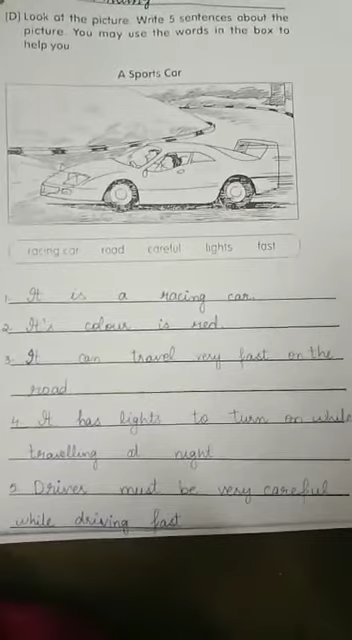 (D) Look at the picture. Write 5 sentences about the
picture. You may use the words in the box to
help you
A Sports Car
racing car road careful lights fast
1. It is a racing car.
2. It's colour is red.
3. It can travel very fast on the
road
4. It has lights to turn on while
travelling at night
5. Driver must be very careful
while driving fast